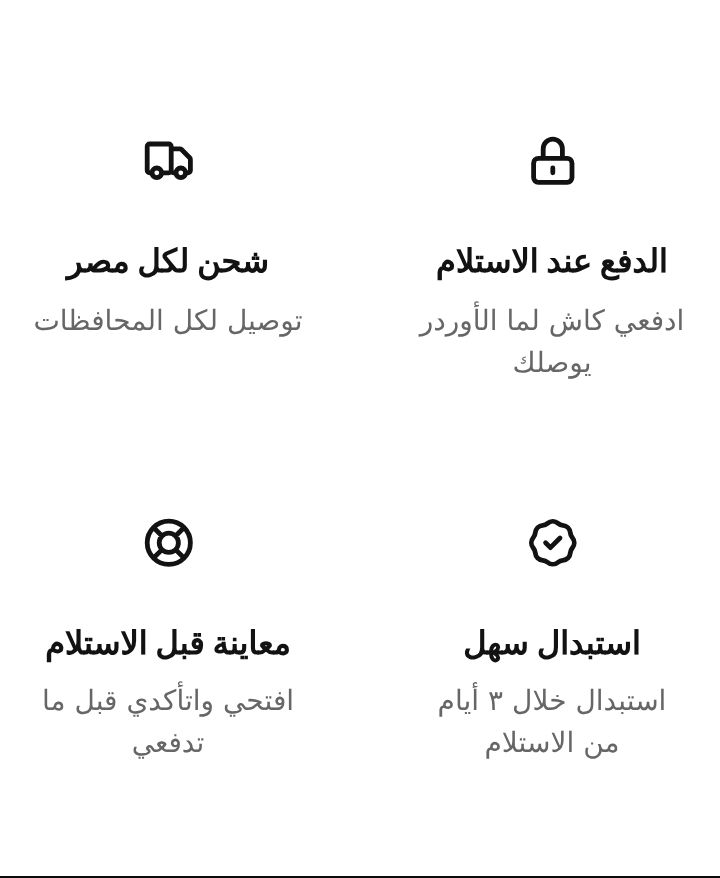 الدفع عند الاستلام
ادفعي كاش لما الأوردر
يوصلك
شحن لكل مصر
توصيل لكل المحافظات
استبدال سهل
استبدال خلال ٣ أيام
من الاستلام
معاينة قبل الاستلام
افتحي واتأكدي قبل ما
تدفعي